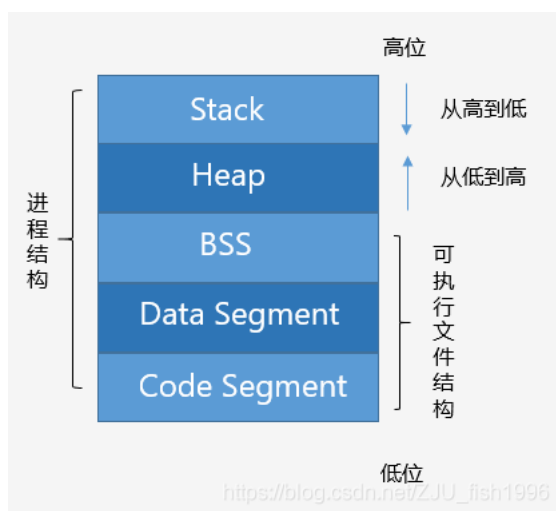 高位
Stack
从高到低
Heap
从低到高
进程结构
BSS
可执行文件结构
Data Segment
Code Segment
低位
https://blog.csdn.net/ZJU_fish1996